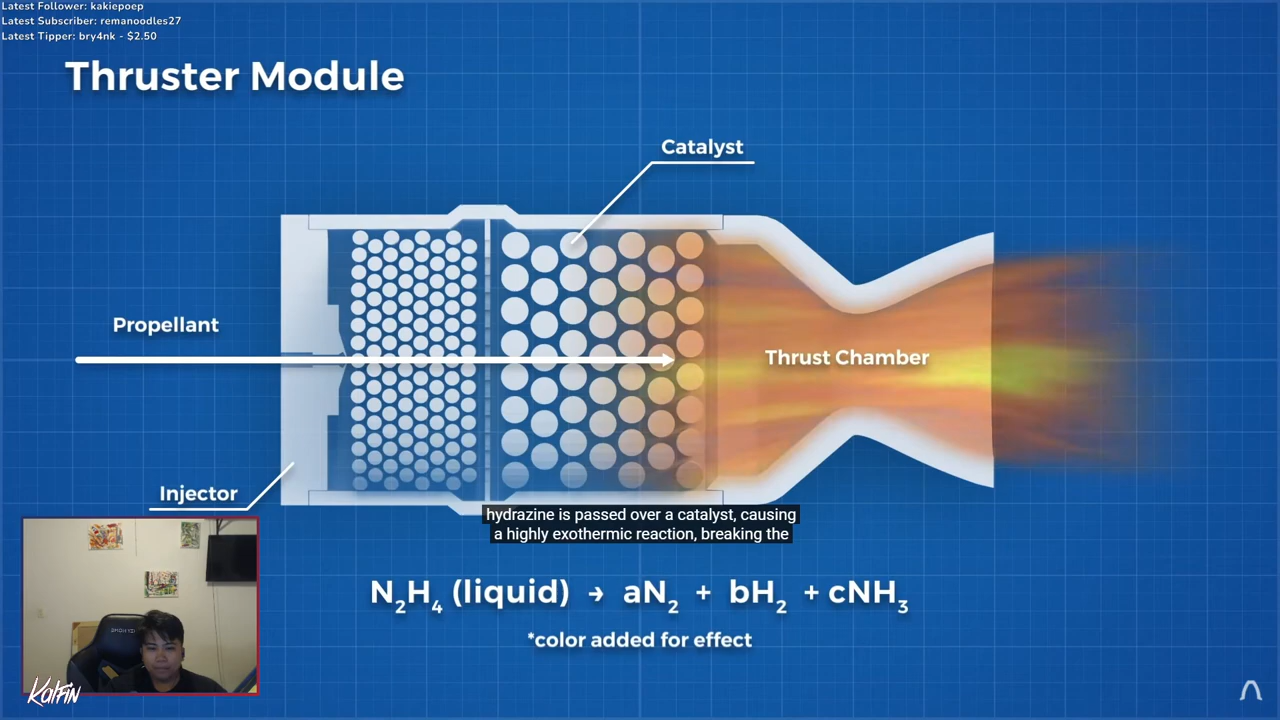 Latest Follower: kakiepoep
Latest Subscriber: remanoodles27
Latest Tipper: bry4nk - $2.50
Thruster Module
Catalyst
Propellant
Thrust Chamber
Injector
hydrazine is passed over a catalyst, causing
a highly exothermic reaction, breaking the
N₂H₄ (liquid) → aN₂ + bH₂ + cNH₃
*color added for effect
KalFiN